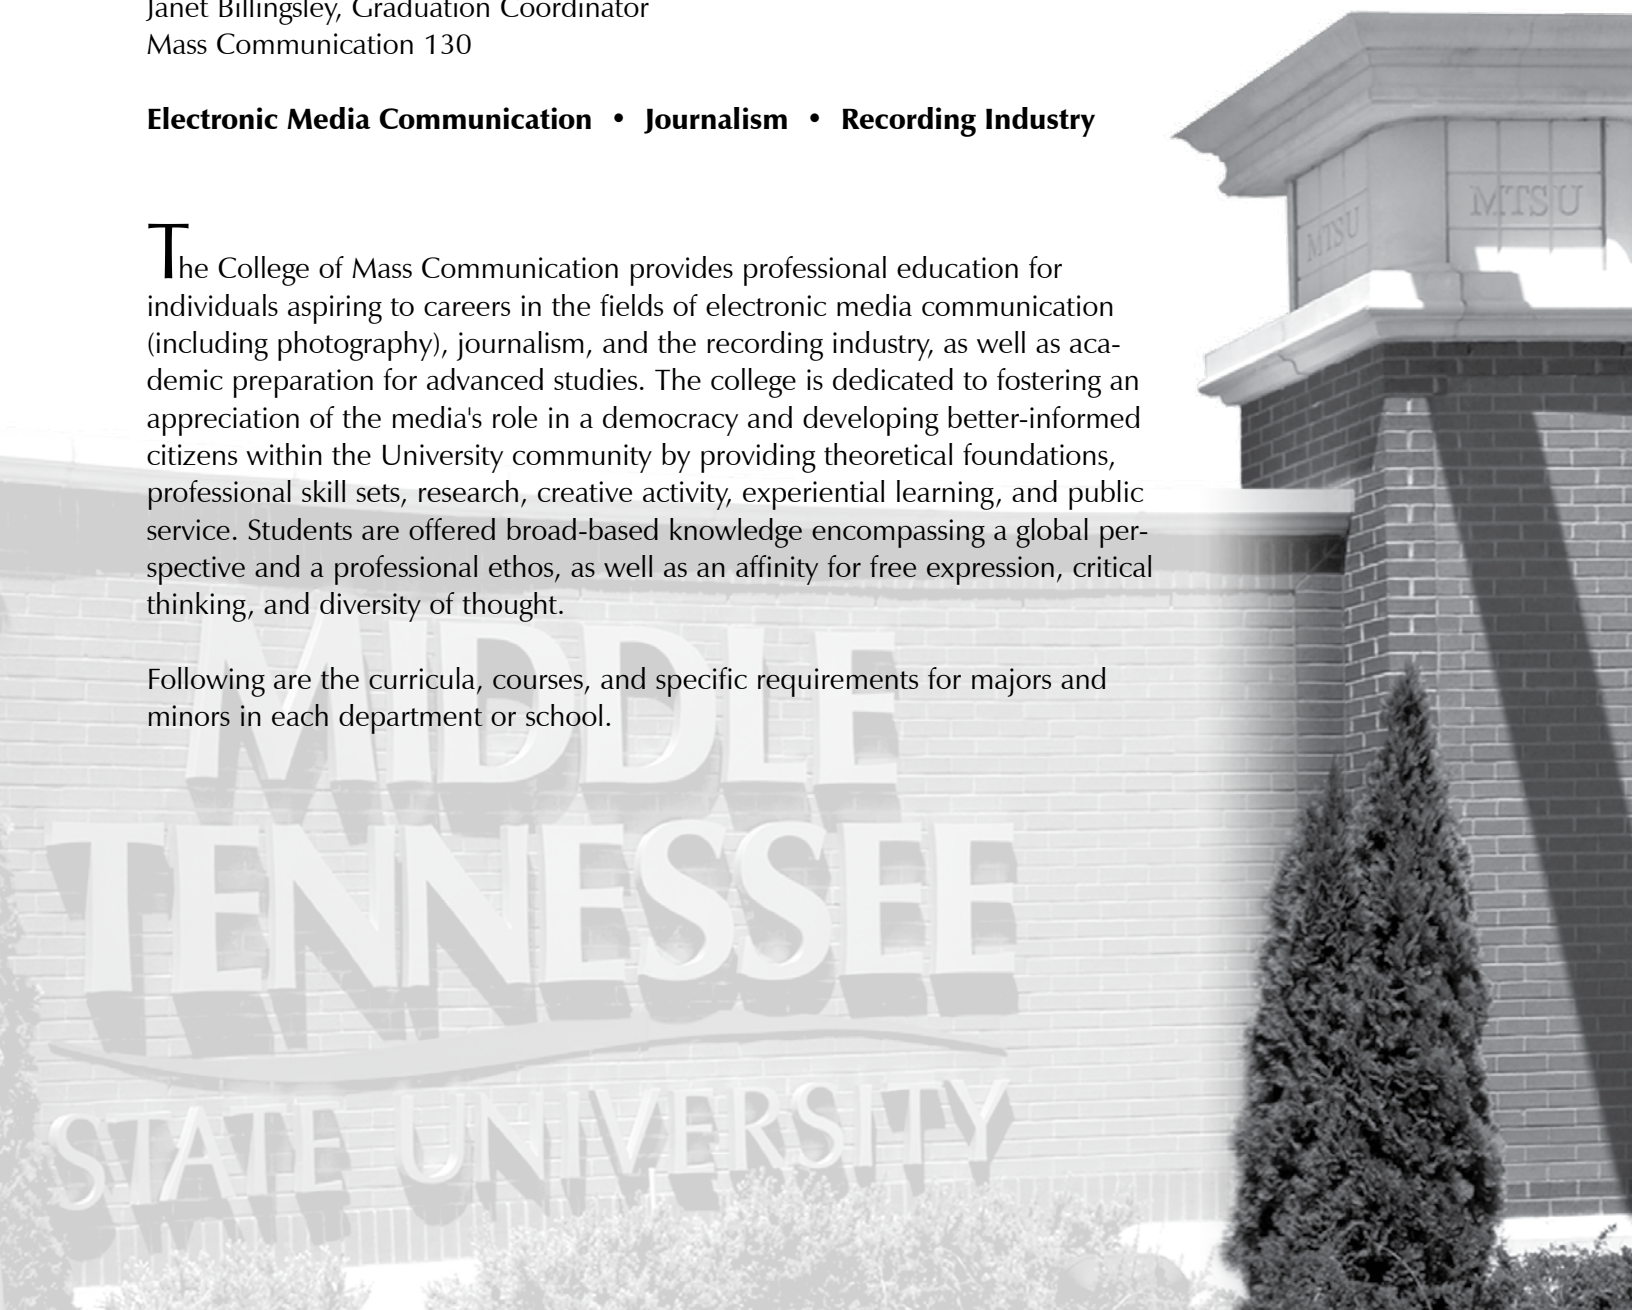 Janet Billingsley, Graduation Coordinator
Mass Communication 130
Electronic Media Communication • Journalism • Recording Industry
The College of Mass Communication provides professional education for
individuals aspiring to careers in the fields of electronic media communication
(including photography), journalism, and the recording industry, as well as aca-
demic preparation for advanced studies. The college is dedicated to fostering an
appreciation of the media's role in a democracy and developing better-informed
citizens within the University community by providing theoretical foundations,
professional skill sets, research, creative activity, experiential learning, and public
service. Students are offered broad-based knowledge encompassing a global per-
spective and a professional ethos, as well as an affinity for free expression, critical
thinking, and diversity of thought.
Following are the curricula, courses, and specific requirements for majors and
minors in each department or school.
MTSU
MTSU
MIDDLE
TENNESSEE
STATE UNIVERSITY